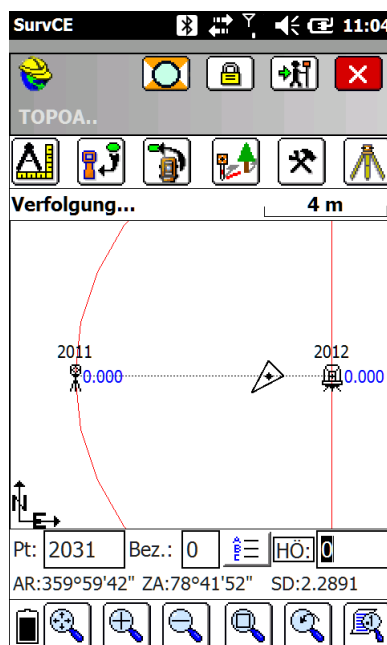 SurvCE 11:04
TOPOA..
Verfolgung... 4 m
2011 2012
0.000 0.000
N
E
Pt: 2031 Bez.: 0 HÖ: 0
AR:359°59'42" ZA:78°41'52" SD:2.2891